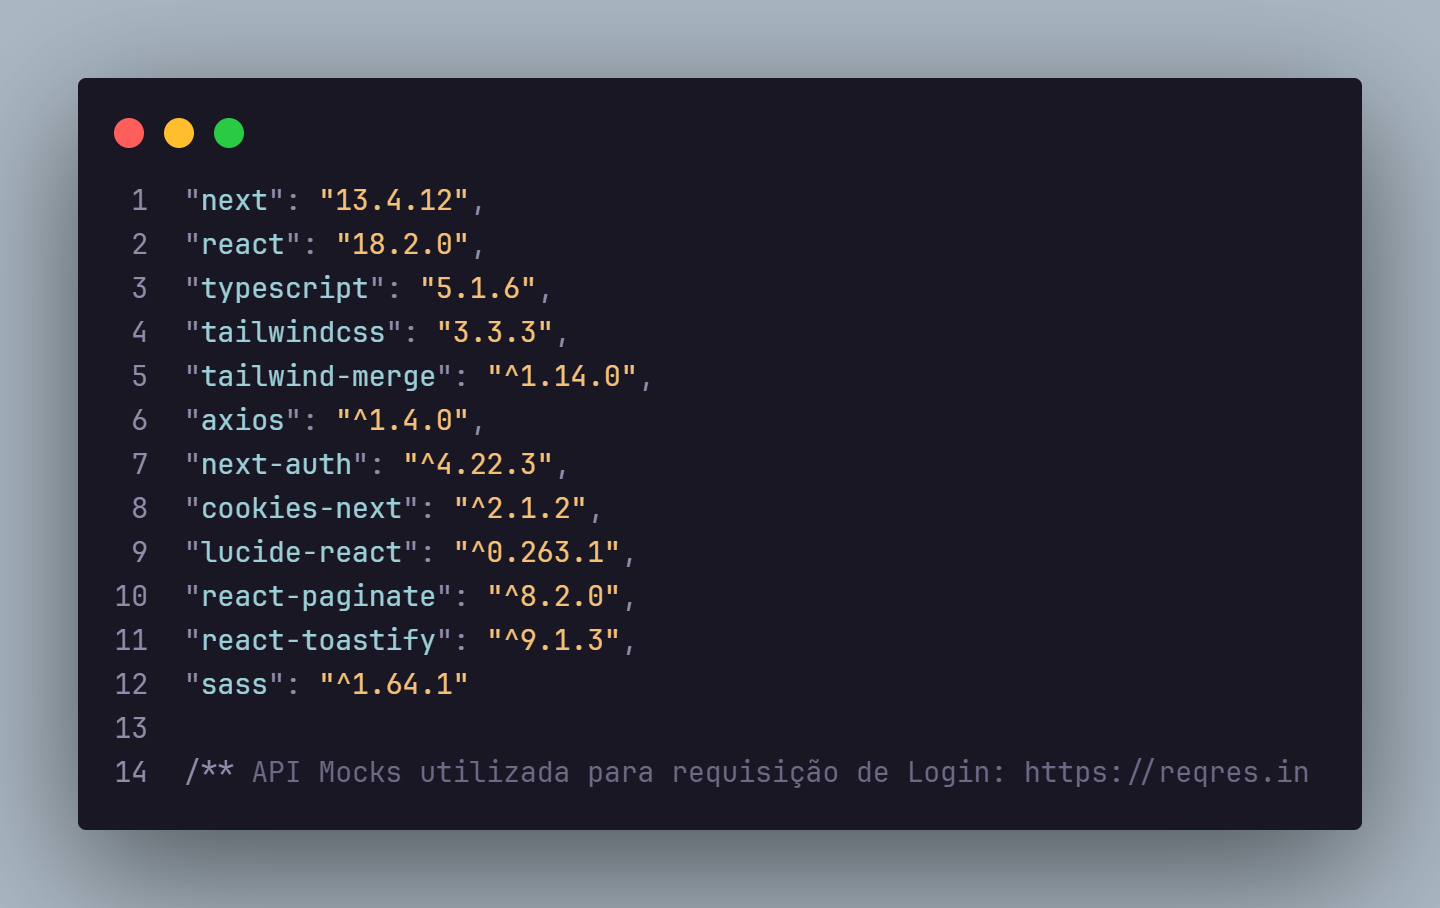 1 "next": "13.4.12",
2 "react": "18.2.0",
3 "typescript": "5.1.6",
4 "tailwindcss": "3.3.3",
5 "tailwind-merge": "^1.14.0",
6 "axios": "^1.4.0",
7 "next-auth": "^4.22.3",
8 "cookies-next": "^2.1.2",
9 "lucide-react": "^0.263.1",
10 "react-paginate": "^8.2.0",
11 "react-toastify": "^9.1.3",
12 "sass": "^1.64.1"
13
14 /** API Mocks utilizada para requisição de Login: https://reqres.in